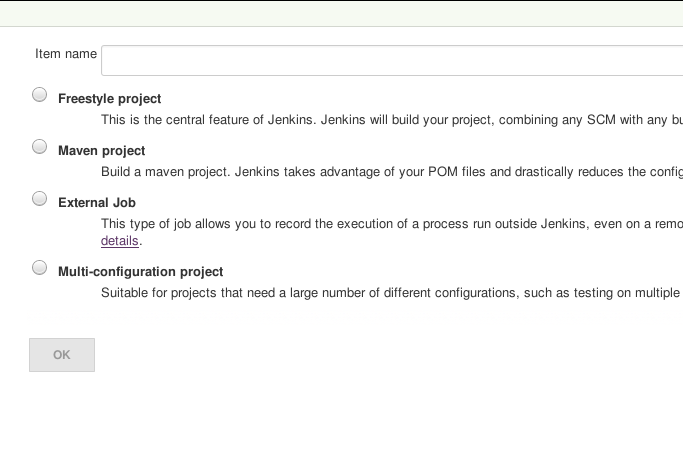 Item name
Freestyle project
This is the central feature of Jenkins. Jenkins will build your project, combining any SCM with any bu
Maven project
Build a maven project. Jenkins takes advantage of your POM files and drastically reduces the config
External Job
This type of job allows you to record the execution of a process run outside Jenkins, even on a remo
details.
Multi-configuration project
Suitable for projects that need a large number of different configurations, such as testing on multiple
OK